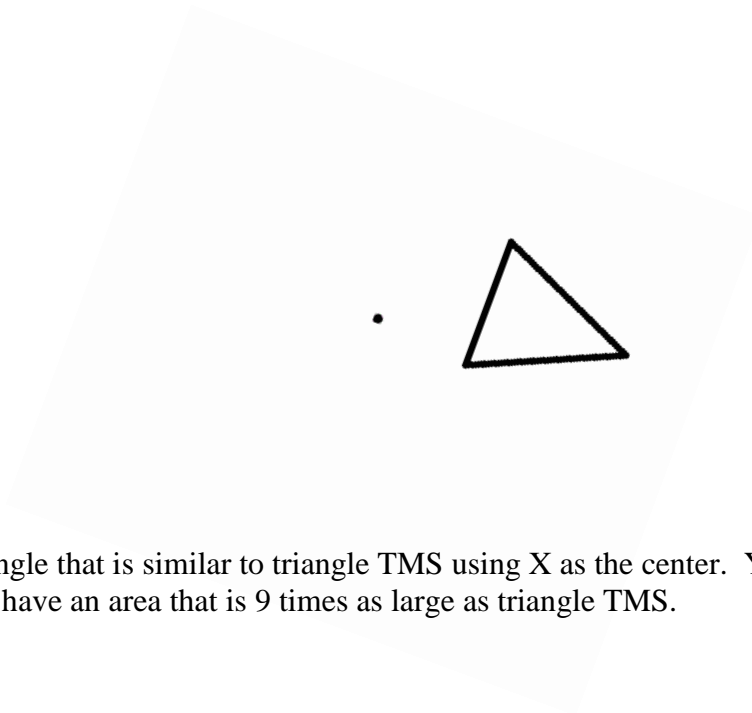 ngle that is similar to triangle TMS using X as the center. Y
have an area that is 9 times as large as triangle TMS.